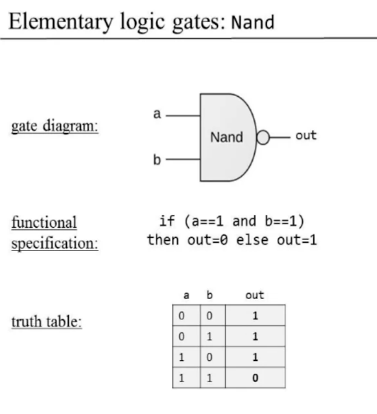 Elementary logic gates: Nand
gate diagram:
a
b
Nand
out
functional
specification:
if (a==1 and b==1)
then out=0 else out=1
truth table:
a b out
0 0 1
0 1 1
1 0 1
1 1 0